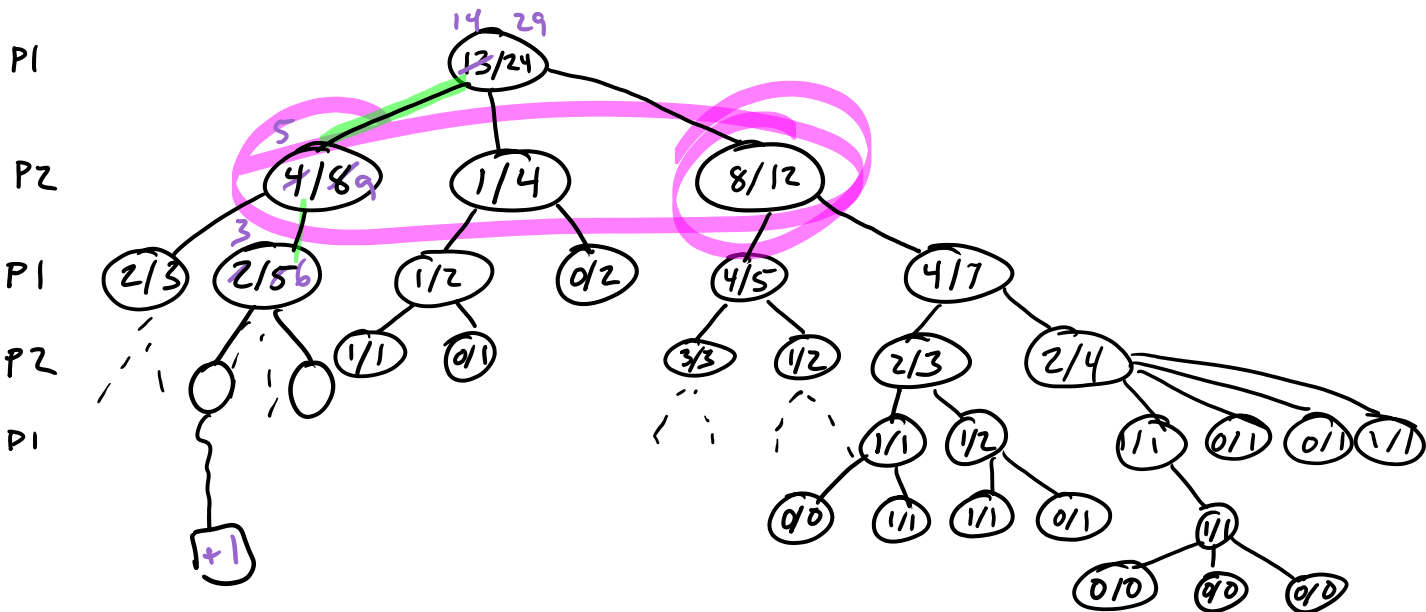 14 29
P1 13/24
5
P2 4/8 9 1/4 8/12
3
P1 2/3 2/5 6 1/2 0/2 4/5 4/7
P2 1/1 0/1 3/3 1/2 2/3 2/4
P1 1/1 1/2 1/1 0/1 0/1 1/1
0/0 1/1 1/1 0/1 1/1
+1
0/0 0/0 0/0